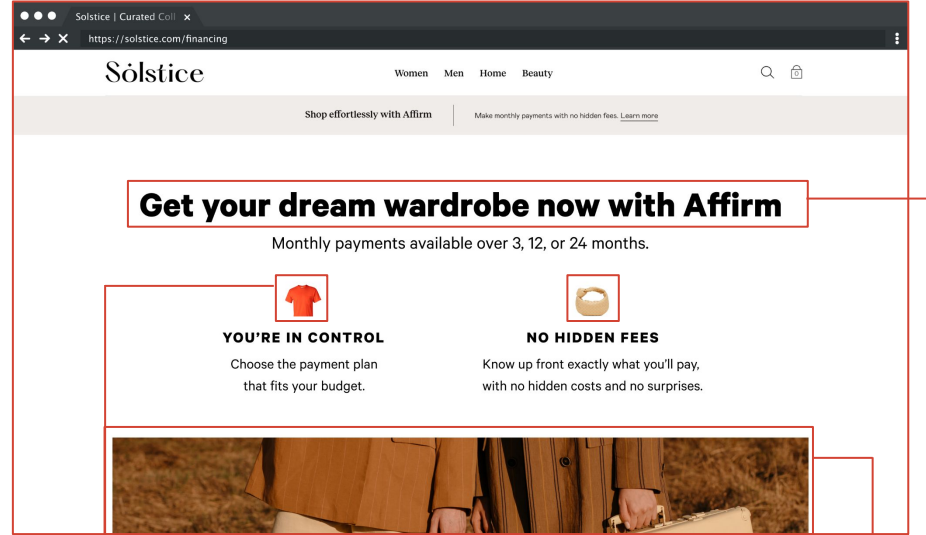 Solstice | Curated Coll
https://solstice.com/financing
Sölstice
Women Men Home Beauty
0
Shop effortlessly with Affirm
Make monthly payments with no hidden fees. Learn more
Get your dream wardrobe now with Affirm
Monthly payments available over 3, 12, or 24 months.
YOU’RE IN CONTROL
Choose the payment plan
that fits your budget.
NO HIDDEN FEES
Know up front exactly what you’ll pay,
with no hidden costs and no surprises.